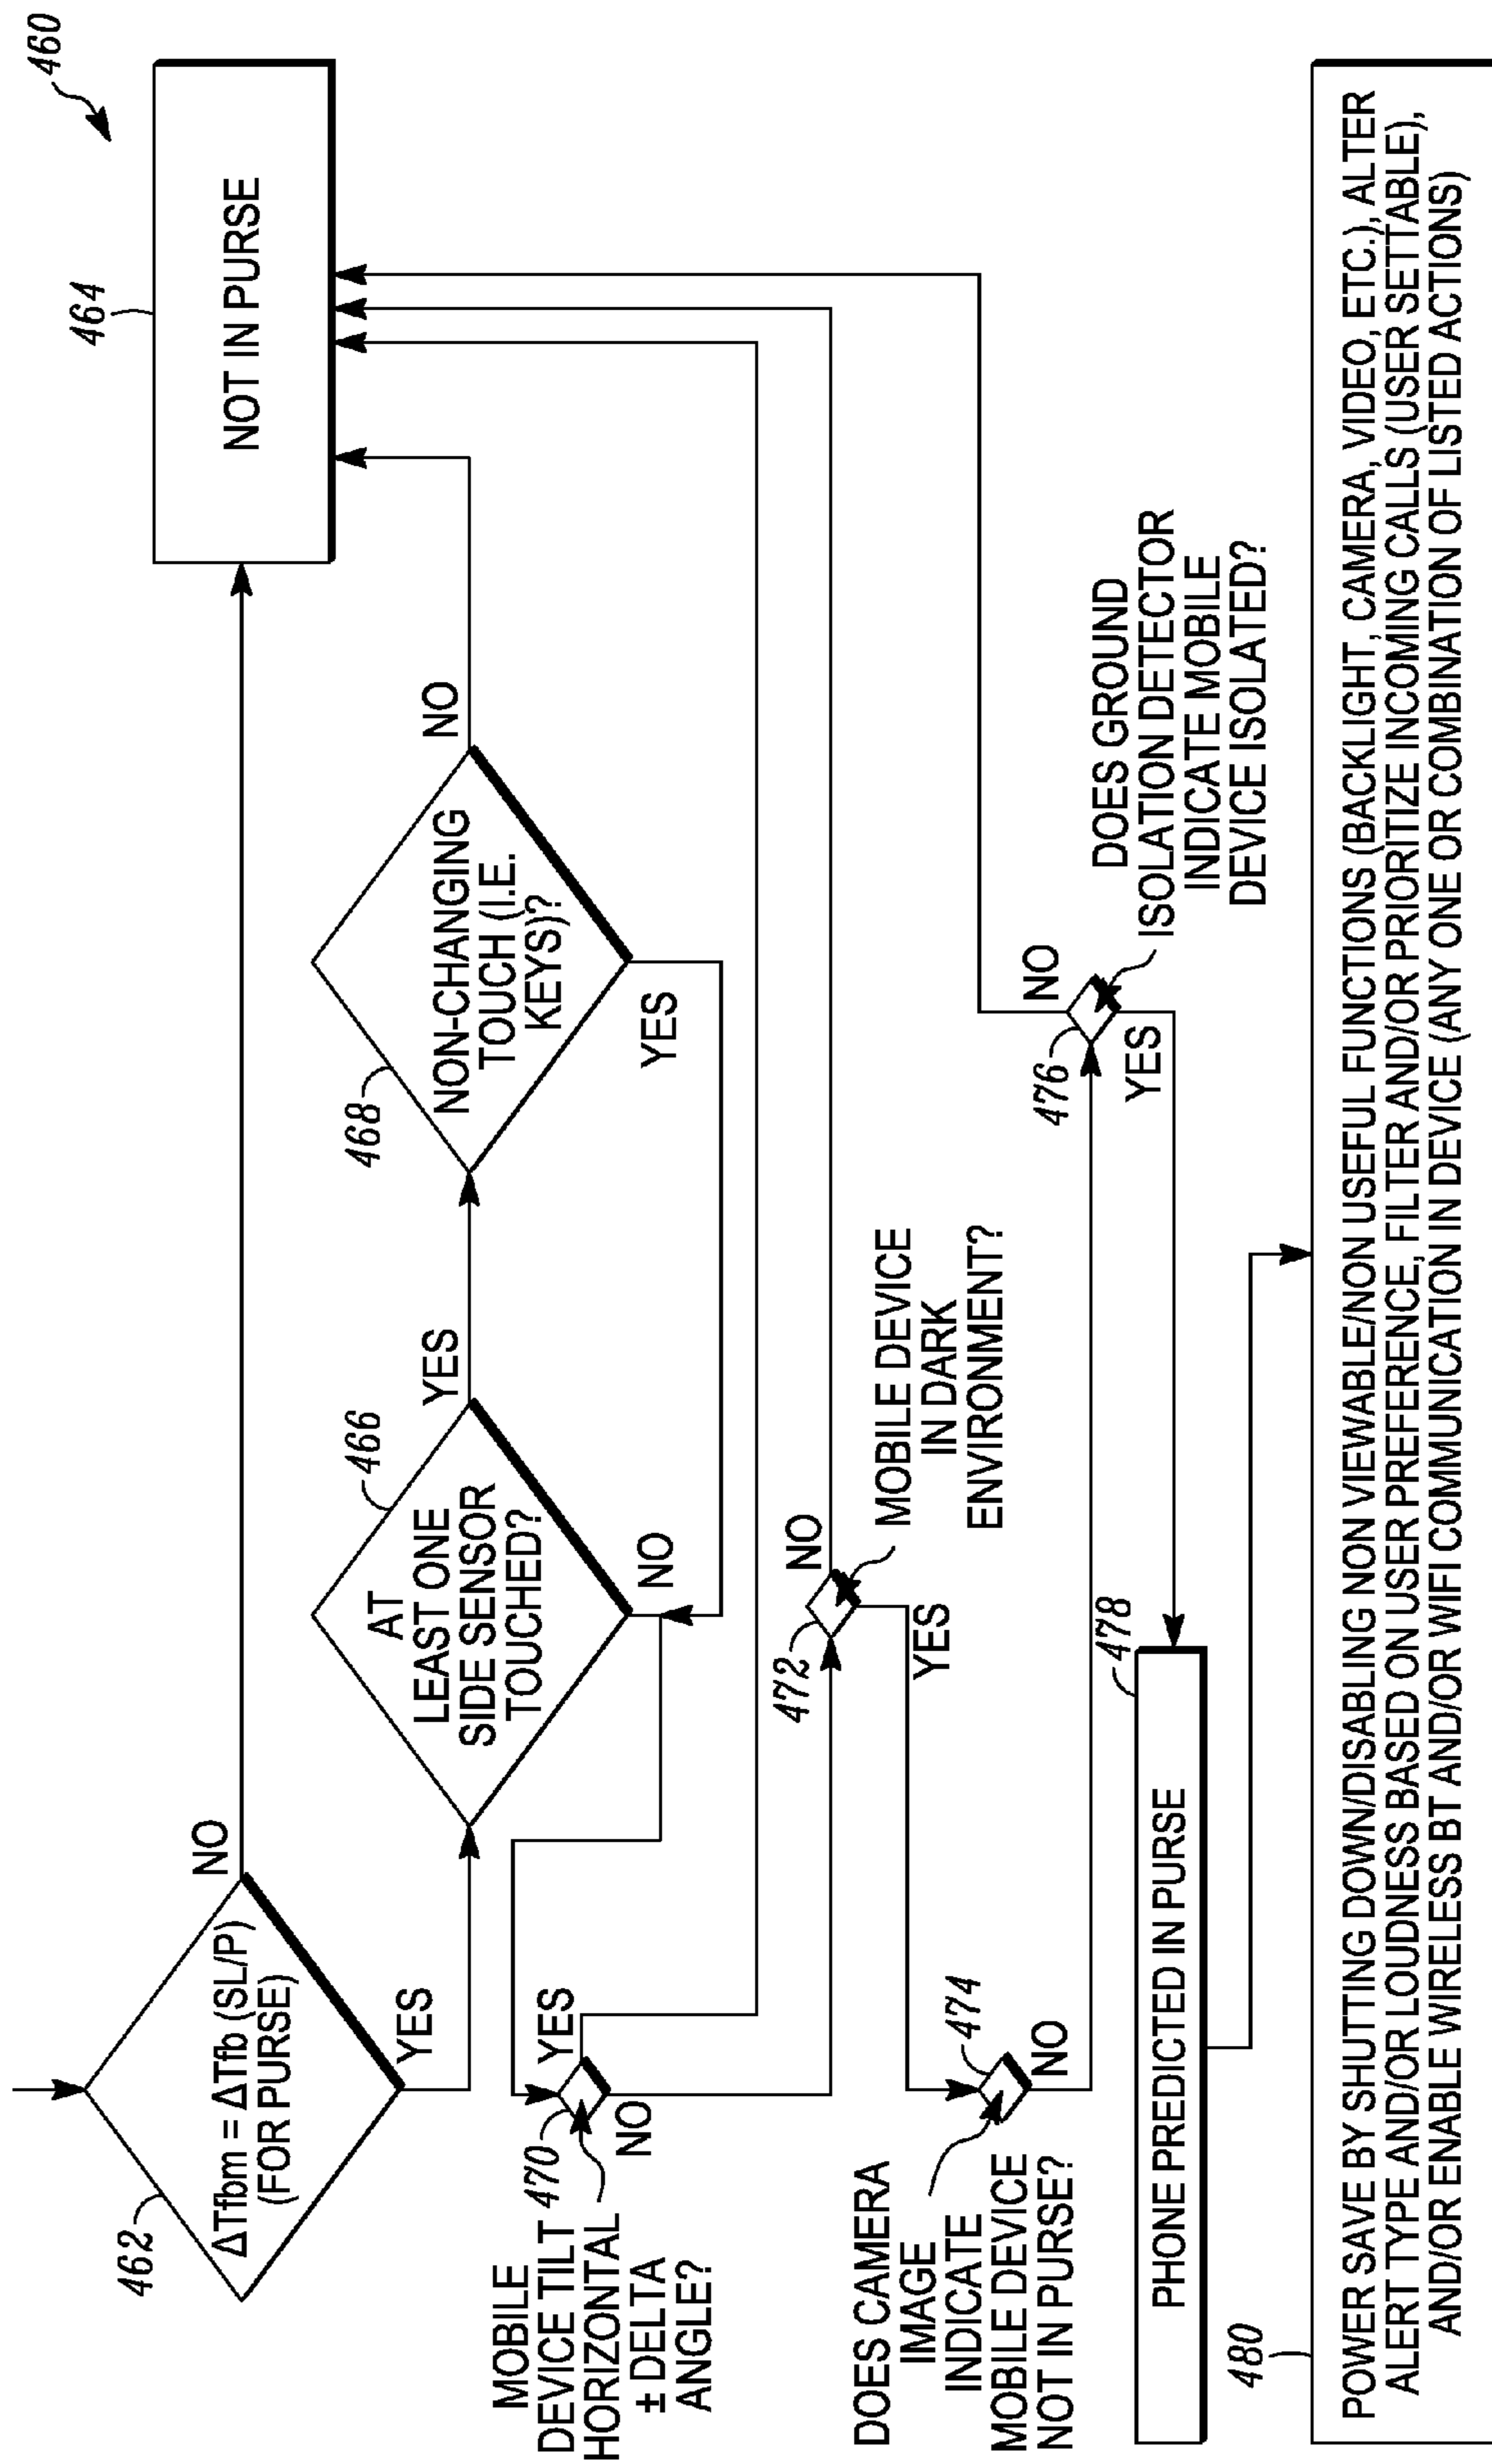 460
462
ΔTfbm = ΔTfb (SL/P)
(FOR PURSE)
NO
YES
464
NOT IN PURSE
466
AT
LEAST ONE
SIDE SENSOR
TOUCHED?
YES
NO
468
NON-CHANGING
TOUCH (I.E.
KEYS)?
NO
YES
MOBILE
DEVICE TILT
HORIZONTAL
± DELTA
ANGLE?
470
YES
NO
472
NO
YES
MOBILE DEVICE
IN DARK
ENVIRONMENT?
DOES CAMERA
IMAGE
INDICATE
MOBILE DEVICE
NOT IN PURSE?
474
NO
476
NO
YES
DOES GROUND
ISOLATION DETECTOR
INDICATE MOBILE
DEVICE ISOLATED?
478
PHONE PREDICTED IN PURSE
480
POWER SAVE BY SHUTTING DOWN/DISABLING NON VIEWABLE/NON USEFUL FUNCTIONS (BACKLIGHT, CAMERA, VIDEO, ETC.), ALTER
ALERT TYPE AND/OR LOUDNESS BASED ON USER PREFERENCE, FILTER AND/OR PRIORITIZE INCOMING CALLS (USER SETTABLE),
AND/OR ENABLE WIRELESS BT AND/OR WIFI COMMUNICATION IN DEVICE (ANY ONE OR COMBINATION OF LISTED ACTIONS)